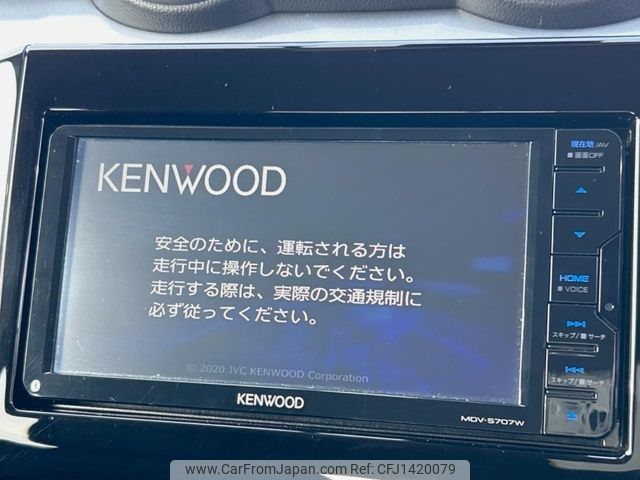 KENWOOD
安全のために、運転される方は
走行中に操作しないでください。
走行する際は、実際の交通規制に
必ず従ってください。
© 2020 JVC KENWOOD Corporation
KENWOOD
MDV-S707W
現在地/AV
■画面OFF
HOME
■VOICE
スキップ/■サーチ
スキップ/■サーチ
www.CarFromJapan.com - CFJ1420079